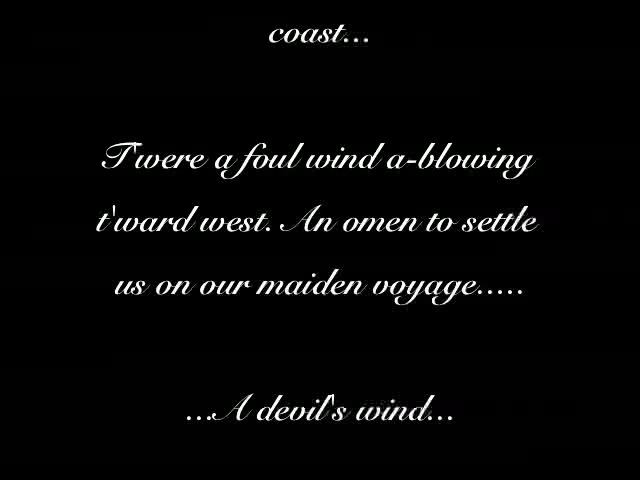 coast...
T'were a foul wind a-blowing
t'ward west. An omen to settle
us on our maiden voyage.....
...A devil's wind...